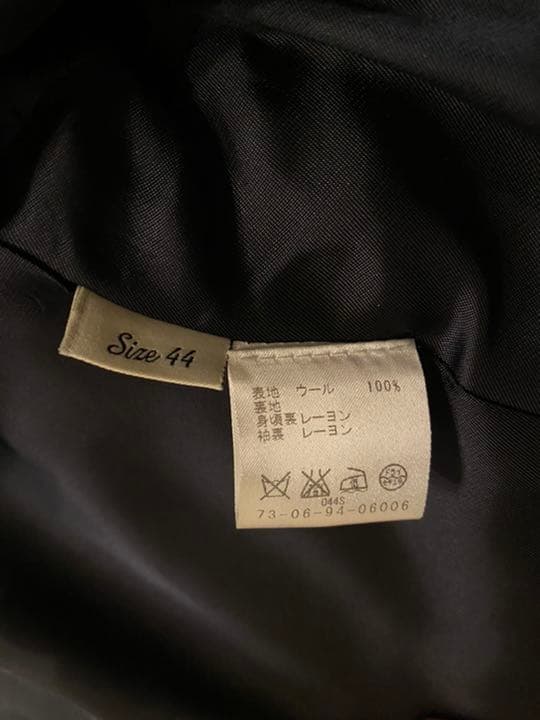 Size 44
表地 ウール 100%
裏地
身頃裏 レーヨン
袖裏 レーヨン
044S
73-06-94-06006